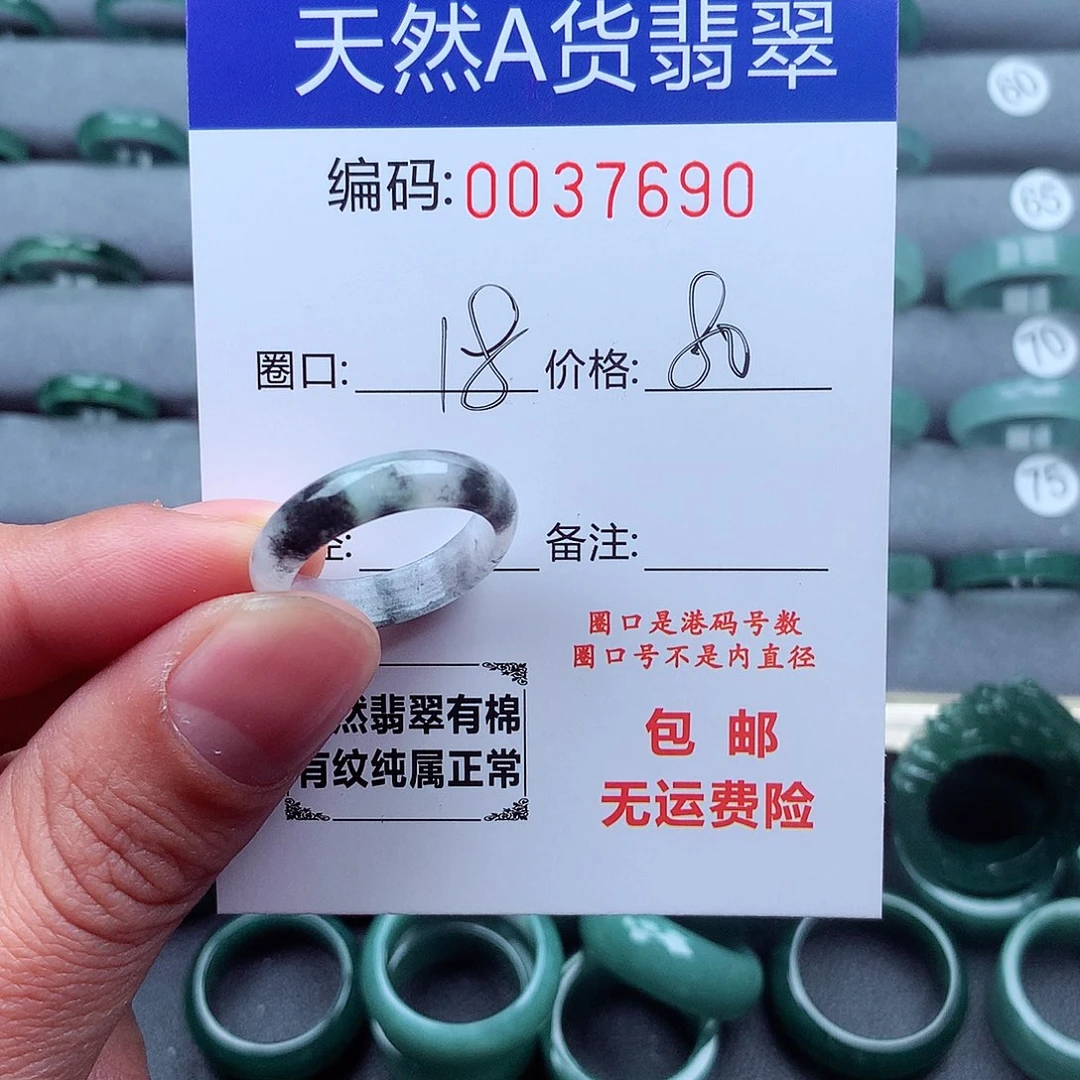 天然A货翡翠
编码:0037690
圈口: 18 价格: 80
径: 备注:
圈口是港码号数
圈口号不是内直径
然翡翠有棉
有纹纯属正常
包 邮
无运费险
60
65
70
75